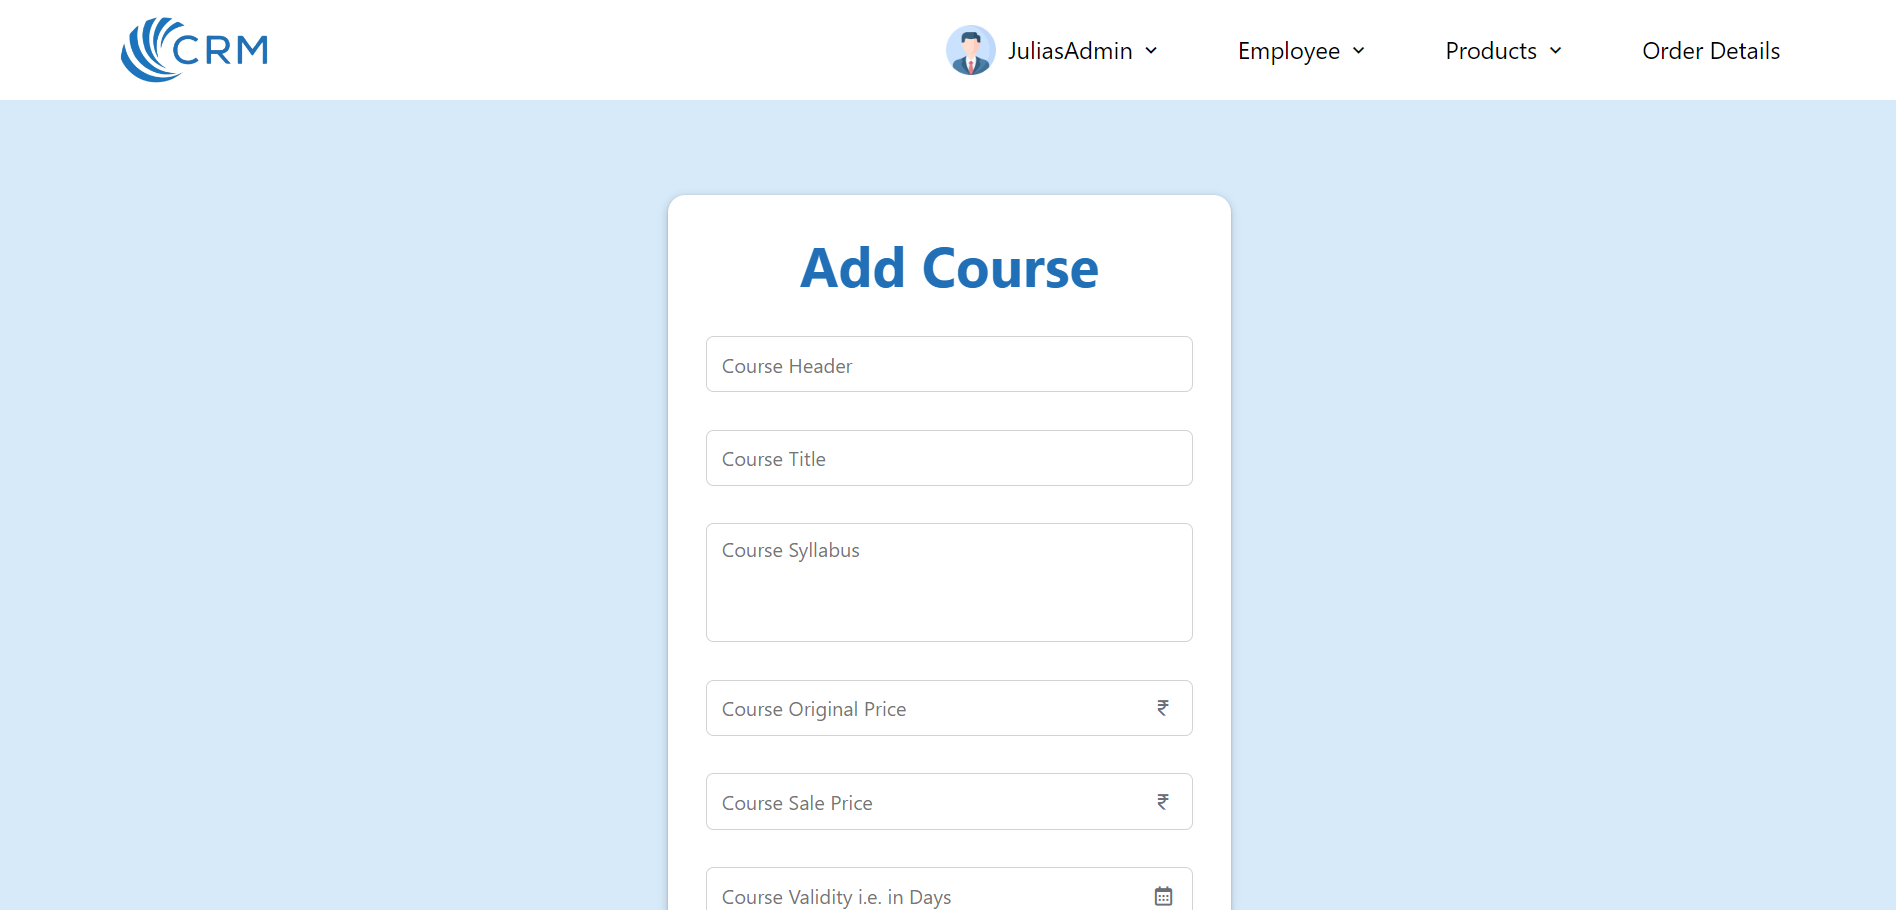 CRM
JuliasAdmin
Employee
Products
Order Details
Add Course
Course Header
Course Title
Course Syllabus
Course Original Price ₹
Course Sale Price ₹
Course Validity i.e. in Days